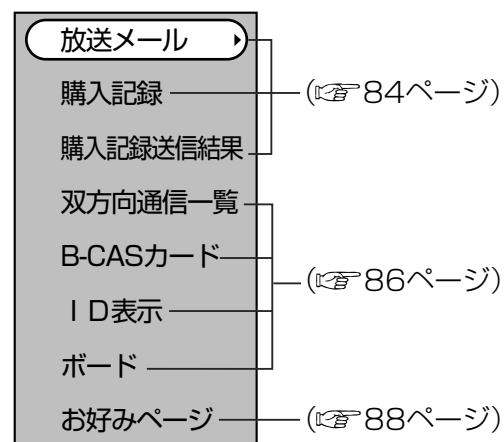 放送メール
購入記録 (☞84ページ)
購入記録送信結果
双方向通信一覧
B-CASカード
(☞86ページ)
ＩＤ表示
ボード
お好みページ (☞88ページ)